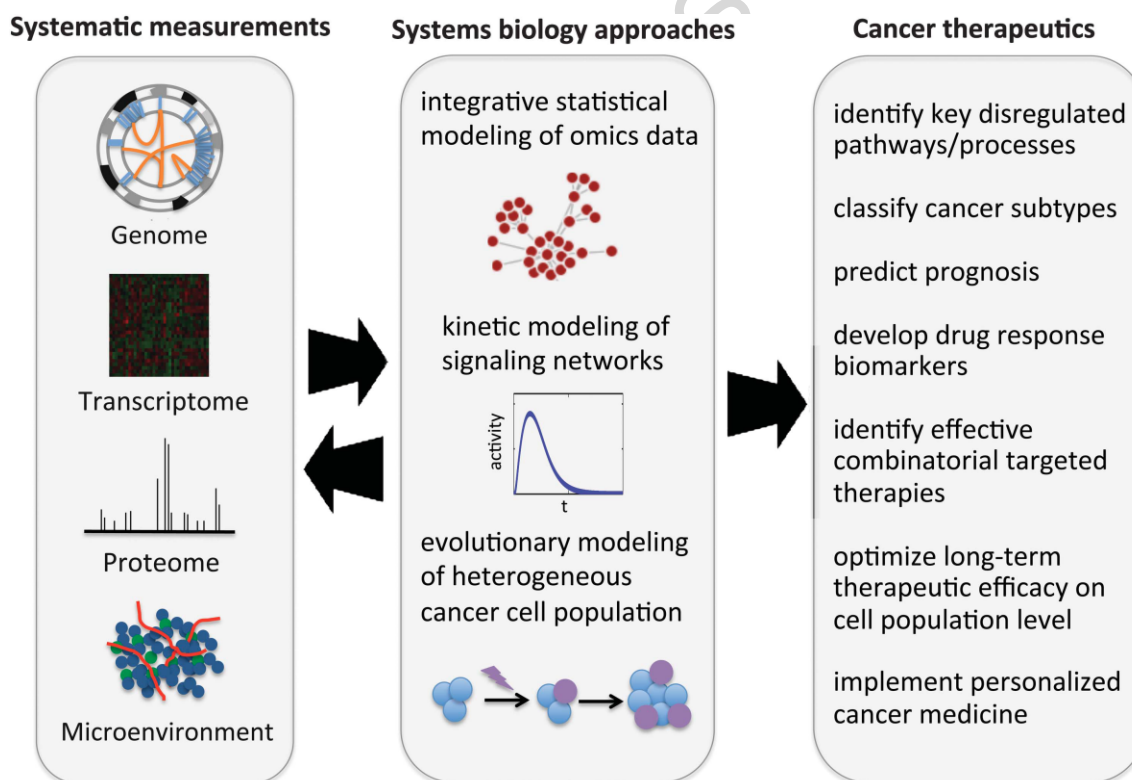 Systematic measurements
Genome
Transcriptome
Proteome
Microenvironment
Systems biology approaches
integrative statistical
modeling of omics data
kinetic modeling of
signaling networks
activity
t
evolutionary modeling
of heterogeneous
cancer cell population
Cancer therapeutics
identify key disregulated
pathways/processes
classify cancer subtypes
predict prognosis
develop drug response
biomarkers
identify effective
combinatorial targeted
therapies
optimize long-term
therapeutic efficacy on
cell population level
implement personalized
cancer medicine